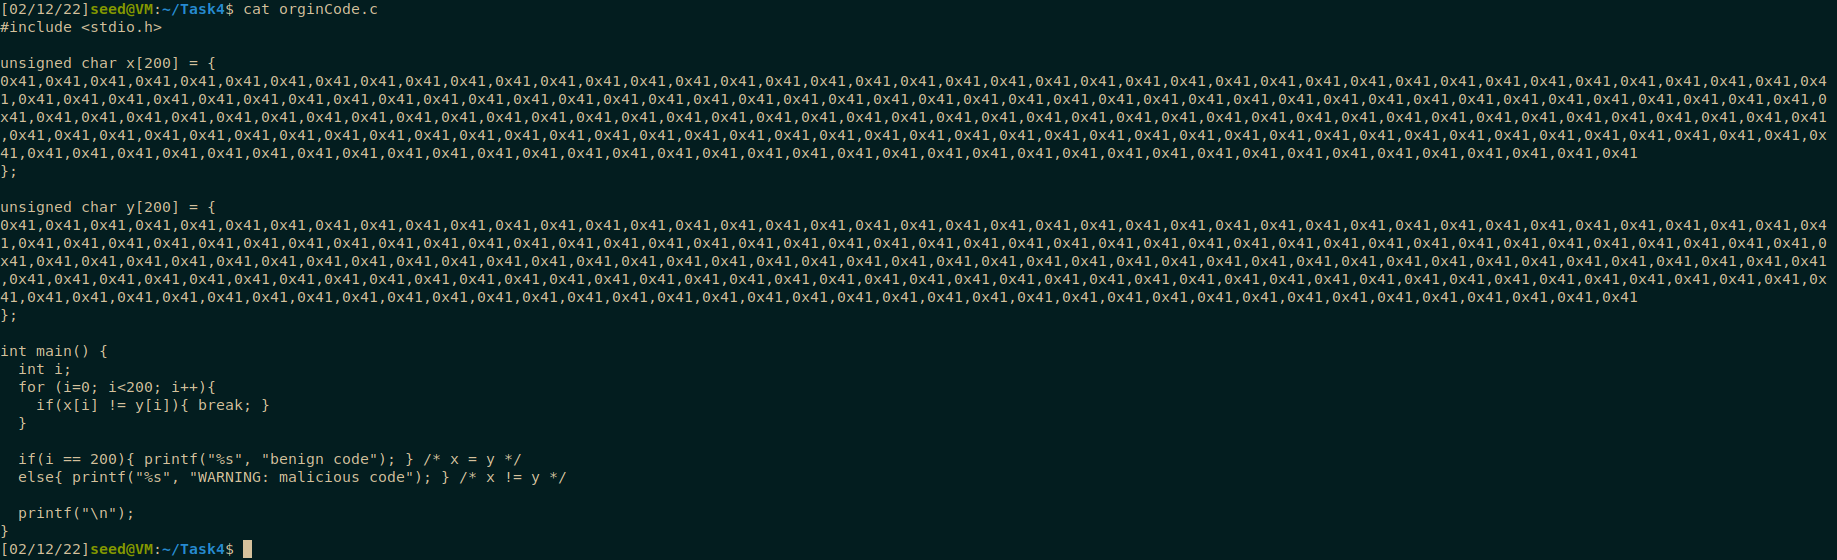 [02/12/22]seed@VM:~/Task4$ cat orginCode.c
#include <stdio.h>
unsigned char x[200] = {
0x41,0x41,0x41,0x41,0x41,0x41,0x41,0x41,0x41,0x41,0x41,0x41,0x41,0x41,0x41,0x41,0x41,0x41,0x41,0x41,0x41,0x41,0x41,0x41,0x41,0x41,0x41,0x41,0x41,0x41,0x41,0x41,0x41,0x41,0x41,0x41,0x41,0x41,0x41,0x41,0x4
1,0x41,0x41,0x41,0x41,0x41,0x41,0x41,0x41,0x41,0x41,0x41,0x41,0x41,0x41,0x41,0x41,0x41,0x41,0x41,0x41,0x41,0x41,0x41,0x41,0x41,0x41,0x41,0x41,0x41,0x41,0x41,0x41,0x41,0x41,0x41,0x41,0x41,0x41,0x41,0x41,0
x41,0x41,0x41,0x41,0x41,0x41,0x41,0x41,0x41,0x41,0x41,0x41,0x41,0x41,0x41,0x41,0x41,0x41,0x41,0x41,0x41,0x41,0x41,0x41,0x41,0x41,0x41,0x41,0x41,0x41,0x41,0x41,0x41,0x41,0x41,0x41,0x41,0x41,0x41,0x41,0x41
,0x41,0x41,0x41,0x41,0x41,0x41,0x41,0x41,0x41,0x41,0x41,0x41,0x41,0x41,0x41,0x41,0x41,0x41,0x41,0x41,0x41,0x41,0x41,0x41,0x41,0x41,0x41,0x41,0x41,0x41,0x41,0x41,0x41,0x41,0x41,0x41,0x41,0x41,0x41,0x41,0x
41,0x41,0x41,0x41,0x41,0x41,0x41,0x41,0x41,0x41,0x41,0x41,0x41,0x41,0x41,0x41,0x41,0x41,0x41,0x41,0x41,0x41,0x41,0x41,0x41,0x41,0x41,0x41,0x41,0x41,0x41,0x41,0x41,0x41,0x41,0x41,0x41
};
unsigned char y[200] = {
0x41,0x41,0x41,0x41,0x41,0x41,0x41,0x41,0x41,0x41,0x41,0x41,0x41,0x41,0x41,0x41,0x41,0x41,0x41,0x41,0x41,0x41,0x41,0x41,0x41,0x41,0x41,0x41,0x41,0x41,0x41,0x41,0x41,0x41,0x41,0x41,0x41,0x41,0x41,0x41,0x4
1,0x41,0x41,0x41,0x41,0x41,0x41,0x41,0x41,0x41,0x41,0x41,0x41,0x41,0x41,0x41,0x41,0x41,0x41,0x41,0x41,0x41,0x41,0x41,0x41,0x41,0x41,0x41,0x41,0x41,0x41,0x41,0x41,0x41,0x41,0x41,0x41,0x41,0x41,0x41,0x41,0
x41,0x41,0x41,0x41,0x41,0x41,0x41,0x41,0x41,0x41,0x41,0x41,0x41,0x41,0x41,0x41,0x41,0x41,0x41,0x41,0x41,0x41,0x41,0x41,0x41,0x41,0x41,0x41,0x41,0x41,0x41,0x41,0x41,0x41,0x41,0x41,0x41,0x41,0x41,0x41,0x41
,0x41,0x41,0x41,0x41,0x41,0x41,0x41,0x41,0x41,0x41,0x41,0x41,0x41,0x41,0x41,0x41,0x41,0x41,0x41,0x41,0x41,0x41,0x41,0x41,0x41,0x41,0x41,0x41,0x41,0x41,0x41,0x41,0x41,0x41,0x41,0x41,0x41,0x41,0x41,0x41,0x
41,0x41,0x41,0x41,0x41,0x41,0x41,0x41,0x41,0x41,0x41,0x41,0x41,0x41,0x41,0x41,0x41,0x41,0x41,0x41,0x41,0x41,0x41,0x41,0x41,0x41,0x41,0x41,0x41,0x41,0x41,0x41,0x41,0x41,0x41,0x41,0x41
};
int main() {
  int i;
  for (i=0; i<200; i++){
    if(x[i] != y[i]){ break; }
  }
  if(i == 200){ printf("%s", "benign code"); } /* x = y */
  else{ printf("%s", "WARNING: malicious code"); } /* x != y */
  printf("\n");
}
[02/12/22]seed@VM:~/Task4$